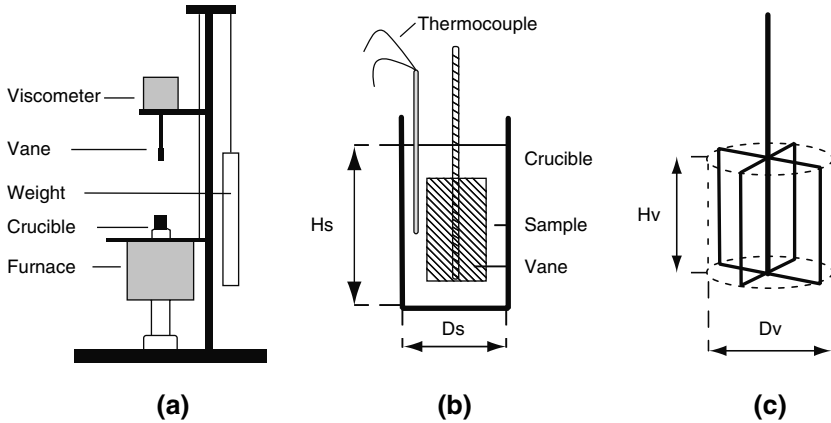 Viscometer
Vane
Weight
Crucible
Furnace
(a)
Thermocouple
Crucible
Hs
Sample
Vane
Ds
(b)
Hv
Dv
(c)